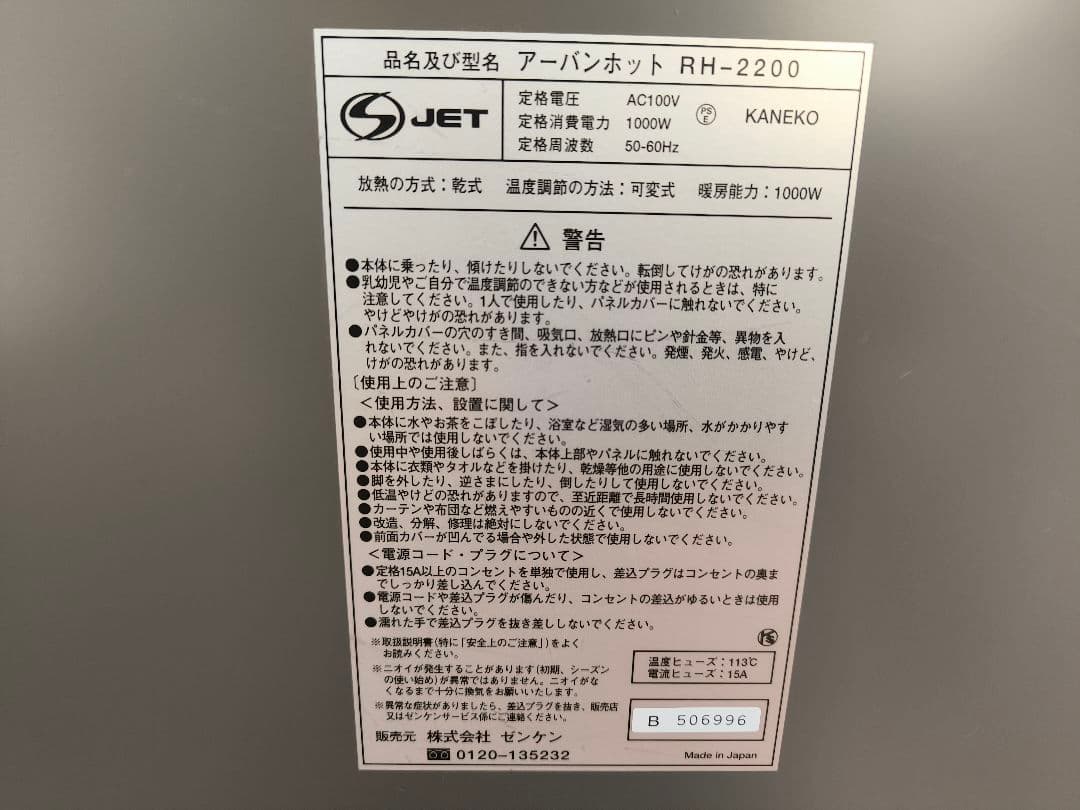 品名及び型名 アーバンホット RH-2200
JET
定格電圧 AC100V
定格消費電力 1000W
定格周波数 50-60Hz
PS
E
KANEKO
放熱の方式：乾式 温度調節の方法：可変式 暖房能力：1000W
警告
●本体に乗ったり、傾けたりしないでください。転倒してけがの恐れがあります。
●乳幼児やご自分で温度調節のできない方などが使用されるときは、特に
注意してください。1人で使用したり、パネルカバーに触れないでください。
やけどやけがの恐れがあります。
●パネルカバーの穴のすき間、吸気口、放熱口にピンや針金等、異物を入
れないでください。また、指を入れないでください。発煙、発火、感電、やけど、
けがの恐れがあります。
〔使用上のご注意〕
＜使用方法、設置に関して＞
●本体に水やお茶をこぼしたり、浴室など湿気の多い場所、水がかかりやす
い場所では使用しないでください。
●使用中や使用後しばらくは、本体上部やパネルに触れないでください。
●本体に衣類やタオルなどを掛けたり、乾燥等他の用途に使用しないでください。
●脚を外したり、逆さまにしたり、倒したりして使用しないでください。
●低温やけどの恐れがありますので、至近距離で長時間使用しないでください。
●カーテンや布団など燃えやすいものの近くで使用しないでください。
●改造、分解、修理は絶対にしないでください。
●前面カバーが凹んでる場合や外した状態で使用しないでください。
＜電源コード・プラグについて＞
●定格15A以上のコンセントを単独で使用し、差込プラグはコンセントの奥ま
でしっかり差し込んでください。
●電源コードや差込プラグが傷んだり、コンセントの差込がゆるいときは使用
しないでください。
●濡れた手で差込プラグを抜き差ししないでください。
※取扱説明書(特に「安全上のご注意」)をよく
お読みください。
※ニオイが発生することがあります(初期、シーズン
の使い始め)が異常ではありません。ニオイがな
くなるまで十分に換気をお願いいたします。
※異常な症状がありましたら、差込プラグを抜き、販売店
又はゼンケンサービス係にご連絡ください。
温度ヒューズ：113℃
電流ヒューズ：15A
B 506996
販売元 株式会社 ゼンケン
0120-135232
Made in Japan